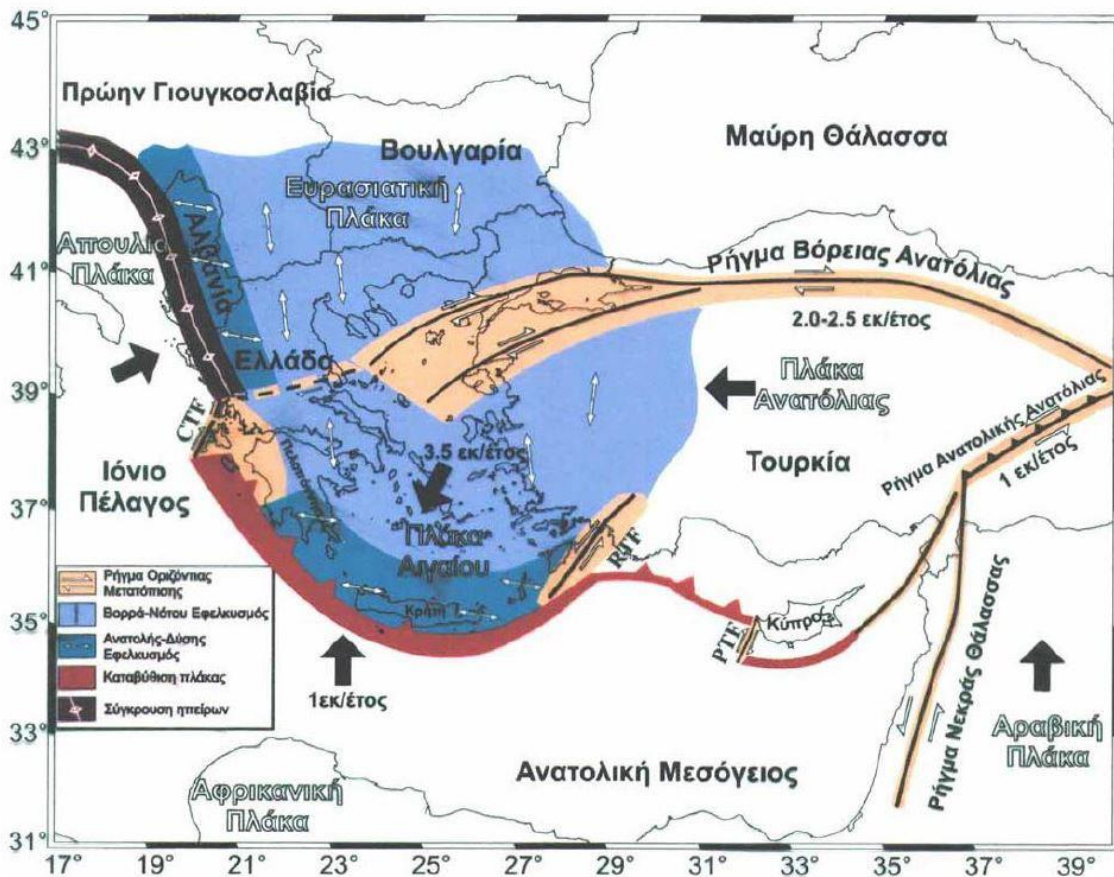 45°
43°
41°
39°
37°
35°
33°
31°
17°
19°
21°
23°
25°
27°
29°
31°
33°
35°
37°
39°
Πρώην Γιουγκοσλαβία
Βουλγαρία
Μαύρη Θάλασσα
Ευρασιατική
Πλάκα
Απουλια
Πλάκα
Αλβανία
Ρήγμα Βόρειας Ανατόλιας
2.0-2.5 εκ/έτος
Ελλάδα
Πλάκα
Ανατόλιας
CTF
Ιόνιο
Πέλαγος
3.5 εκ/έτος
Τουρκία
Ρήγμα Ανατολικής Ανατόλιας
1 εκ/έτος
Πελοπόννησος
Πλάκα
Αιγαίου
RTF
Κρήτη
Κύπρος
PTF
Ρήγμα Νεκράς Θάλασσας
1εκ/έτος
Αραβική
Πλάκα
Ανατολική Μεσόγειος
Αφρικανική
Πλάκα
Ρήγμα Οριζόντιας
Μετατόπισης
Βορρά-Νότου Εφελκυσμός
Ανατολής-Δύσης
Εφελκυσμός
Καταβύθιση πλάκας
Σύγκρουση ηπείρων